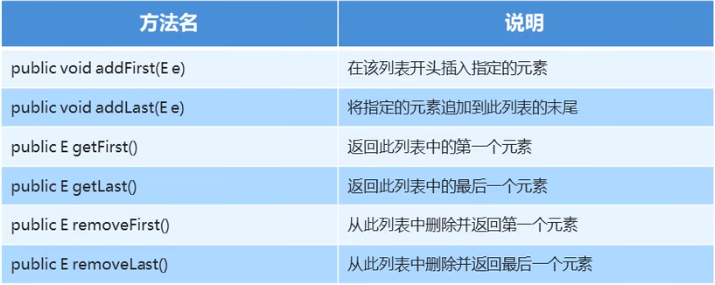 方法名 说明
public void addFirst(E e) 在该列表开头插入指定的元素
public void addLast(E e) 将指定的元素追加到此列表的末尾
public E getFirst() 返回此列表中的第一个元素
public E getLast() 返回此列表中的最后一个元素
public E removeFirst() 从此列表中删除并返回第一个元素
public E removeLast() 从此列表中删除并返回最后一个元素